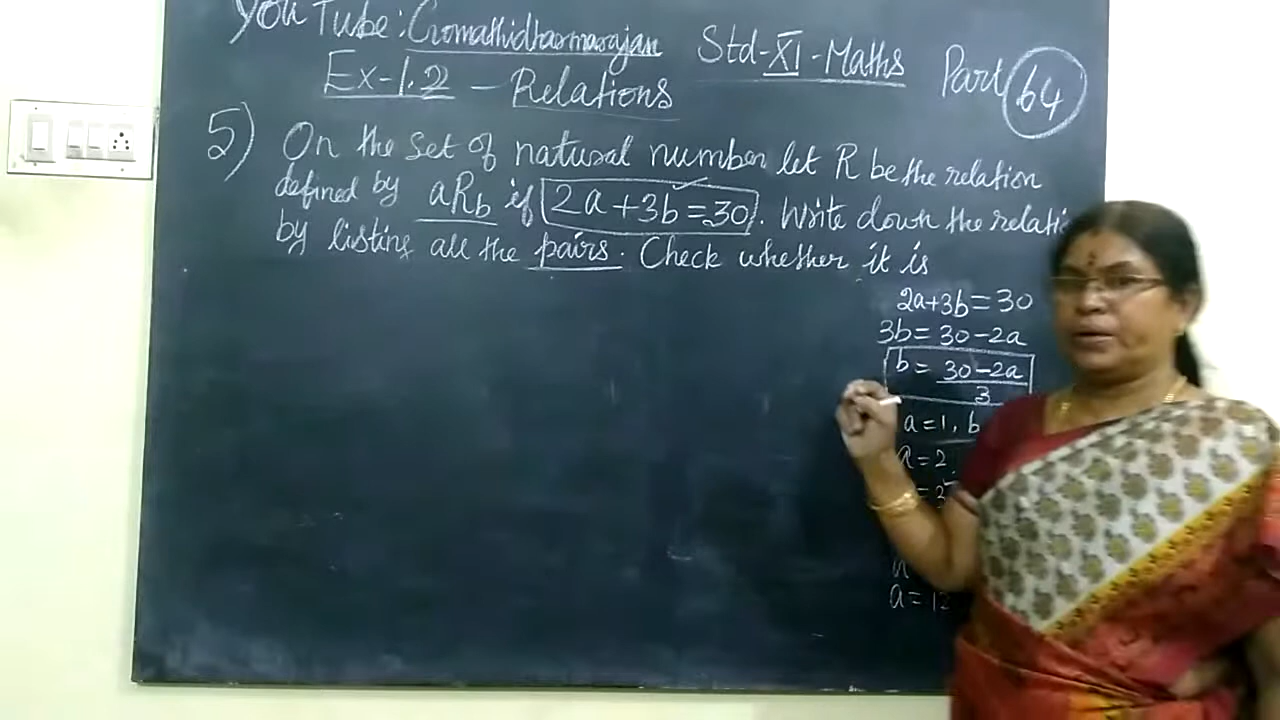 You Tube: Gomathidharmarajan Std-XI-Maths Part 64
Ex-1.2 - Relations
5) On the set of natural number let R be the relation
defined by aRb if 2a+3b=30. Write down the
by listing all the pairs. Check whether it is
2a+3b=30
3b= 30-2a
b= 30-2a
3
a=1, b
a=2
a=12